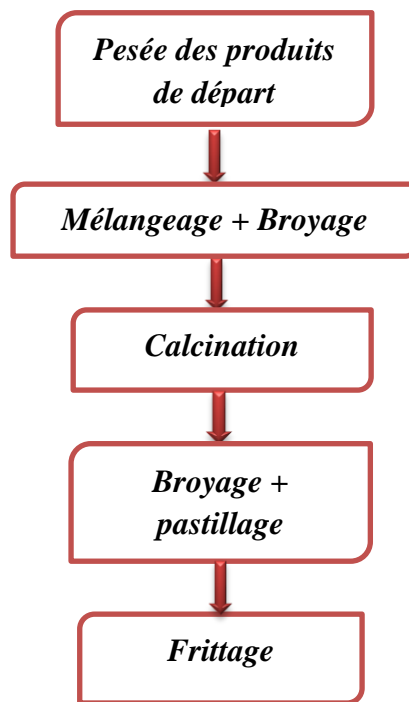 Pesée des produits
de départ
Mélangeage + Broyage
Calcination
Broyage +
pastillage
Frittage